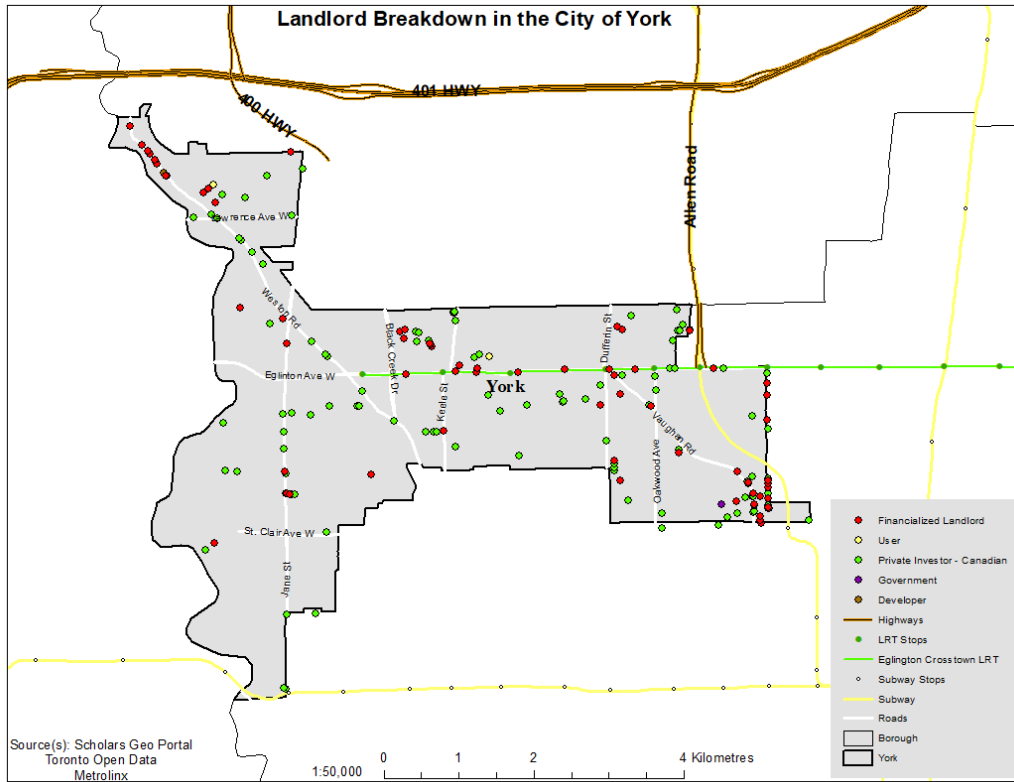 Landlord Breakdown in the City of York
401 HWY
400 HWY
Allen Road
Lawrence Ave W
Weston Rd
Black Creek Dr
Dufferin St
Eglinton Ave W
York
Keele St
Vaughan Rd
Oakwood Ave
St. Clair Ave W
Jane St
Financialized Landlord
User
Private Investor - Canadian
Government
Developer
Highways
LRT Stops
Eglington Crosstown LRT
Subway Stops
Subway
Roads
Borough
York
Source(s): Scholars Geo Portal
Toronto Open Data
Metrolinx
1:50,000
0 1 2 4 Kilometres